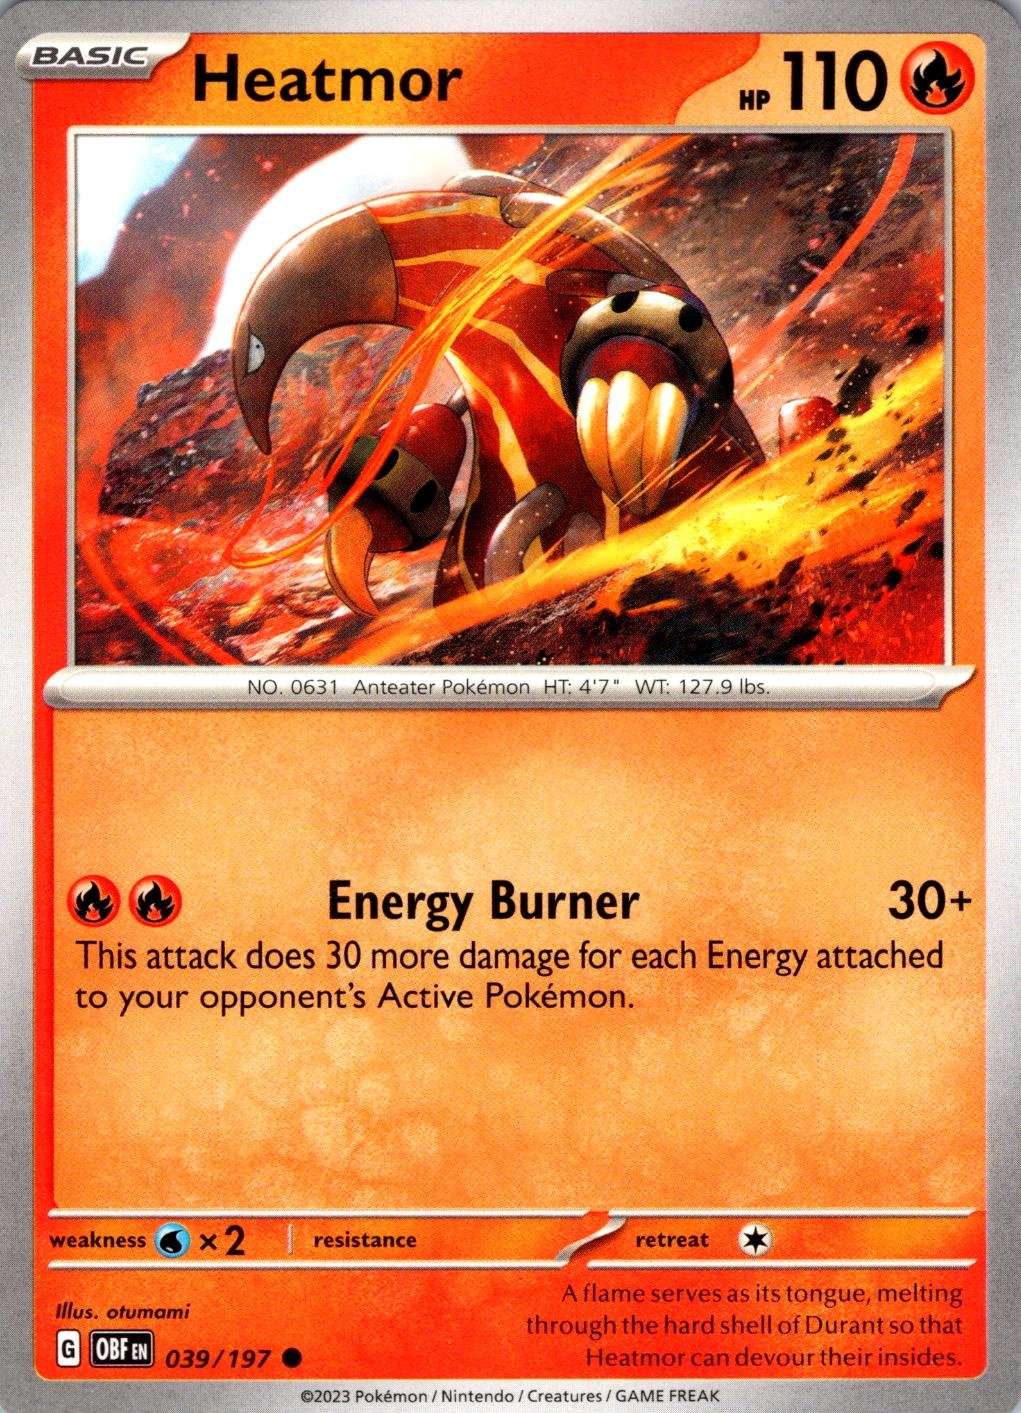 BASIC
Heatmor
HP 110
NO. 0631 Anteater Pokémon HT: 4'7" WT: 127.9 lbs.
Energy Burner 30+
This attack does 30 more damage for each Energy attached
to your opponent's Active Pokémon.
weakness ×2 resistance retreat
Illus. otumami
A flame serves as its tongue, melting
through the hard shell of Durant so that
Heatmor can devour their insides.
G OBF EN 039/197
©2023 Pokémon / Nintendo / Creatures / GAME FREAK